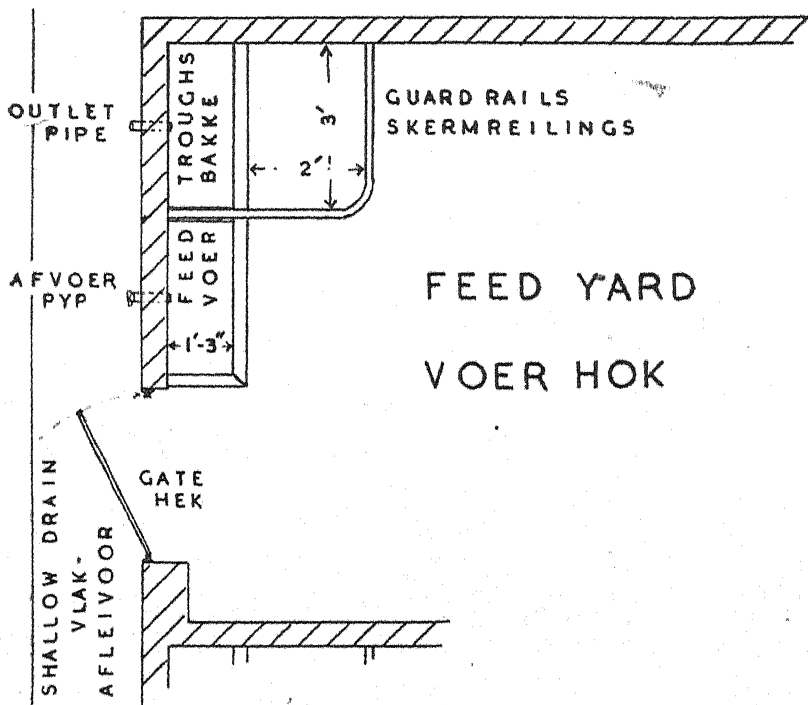 OUTLET
PIPE
TROUGHS
BAKKE
3'
2'
GUARD RAILS
SKERMREILINGS
AFVOER
PYP
FEED
VOER
1'-3"
FEED YARD
VOER HOK
GATE
HEK
SHALLOW DRAIN
VLAK-
AFLEIVOOR